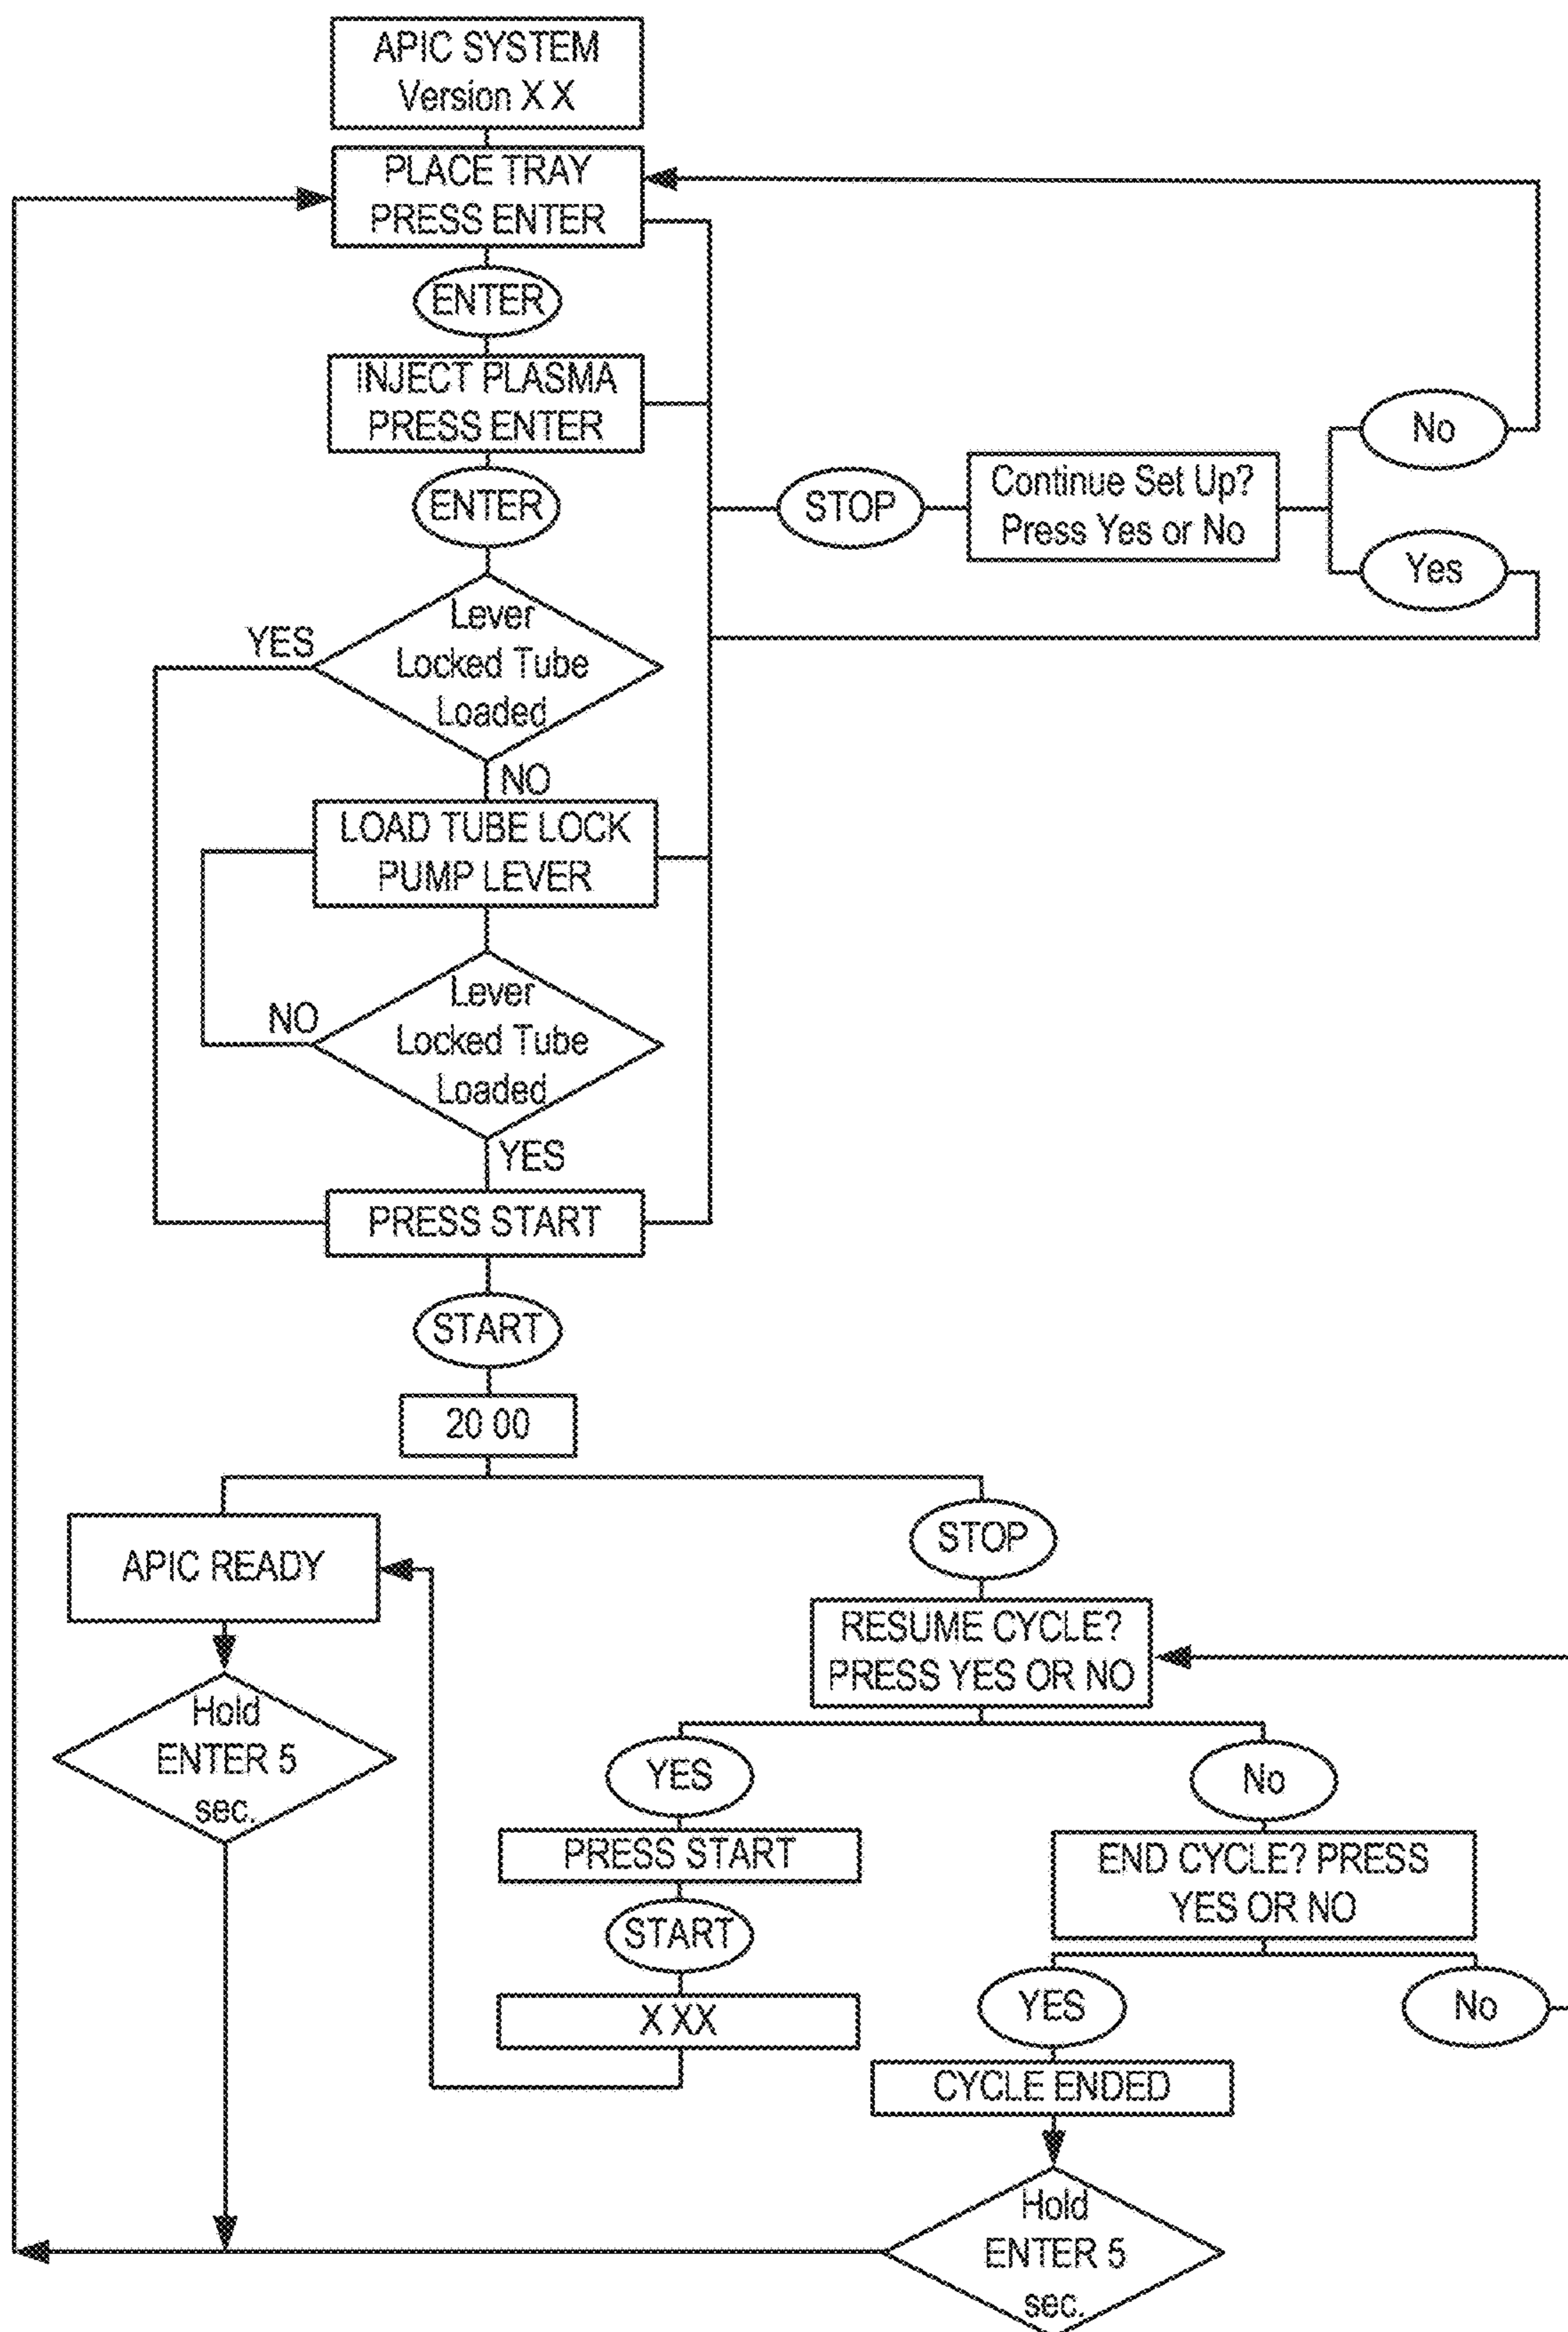 APIC SYSTEM
Version X X
PLACE TRAY
PRESS ENTER
ENTER
INJECT PLASMA
PRESS ENTER
ENTER
STOP
Continue Set Up?
Press Yes or No
No
Yes
Lever
Locked Tube
Loaded
YES
NO
LOAD TUBE LOCK
PUMP LEVER
Lever
Locked Tube
Loaded
NO
YES
PRESS START
START
20 00
APIC READY
Hold
ENTER 5
sec.
STOP
RESUME CYCLE?
PRESS YES OR NO
YES
PRESS START
START
X XX
No
END CYCLE? PRESS
YES OR NO
YES
No
CYCLE ENDED
Hold
ENTER 5
sec.